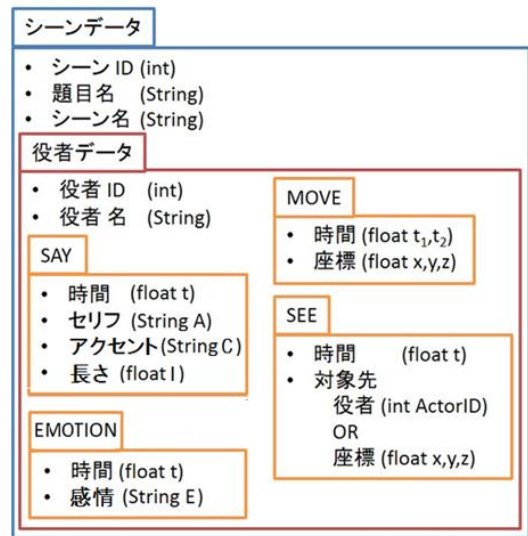 シーンデータ
• シーン ID (int)
• 題目名 (String)
• シーン名 (String)
役者データ
• 役者 ID (int)
• 役者 名 (String)
SAY
• 時間 (float t)
• セリフ (String A)
• アクセント(String C)
• 長さ (float l)
EMOTION
• 時間 (float t)
• 感情 (String E)
MOVE
• 時間 (float t₁,t₂)
• 座標 (float x,y,z)
SEE
• 時間 (float t)
• 対象先
役者 (int ActorID)
OR
座標 (float x,y,z)